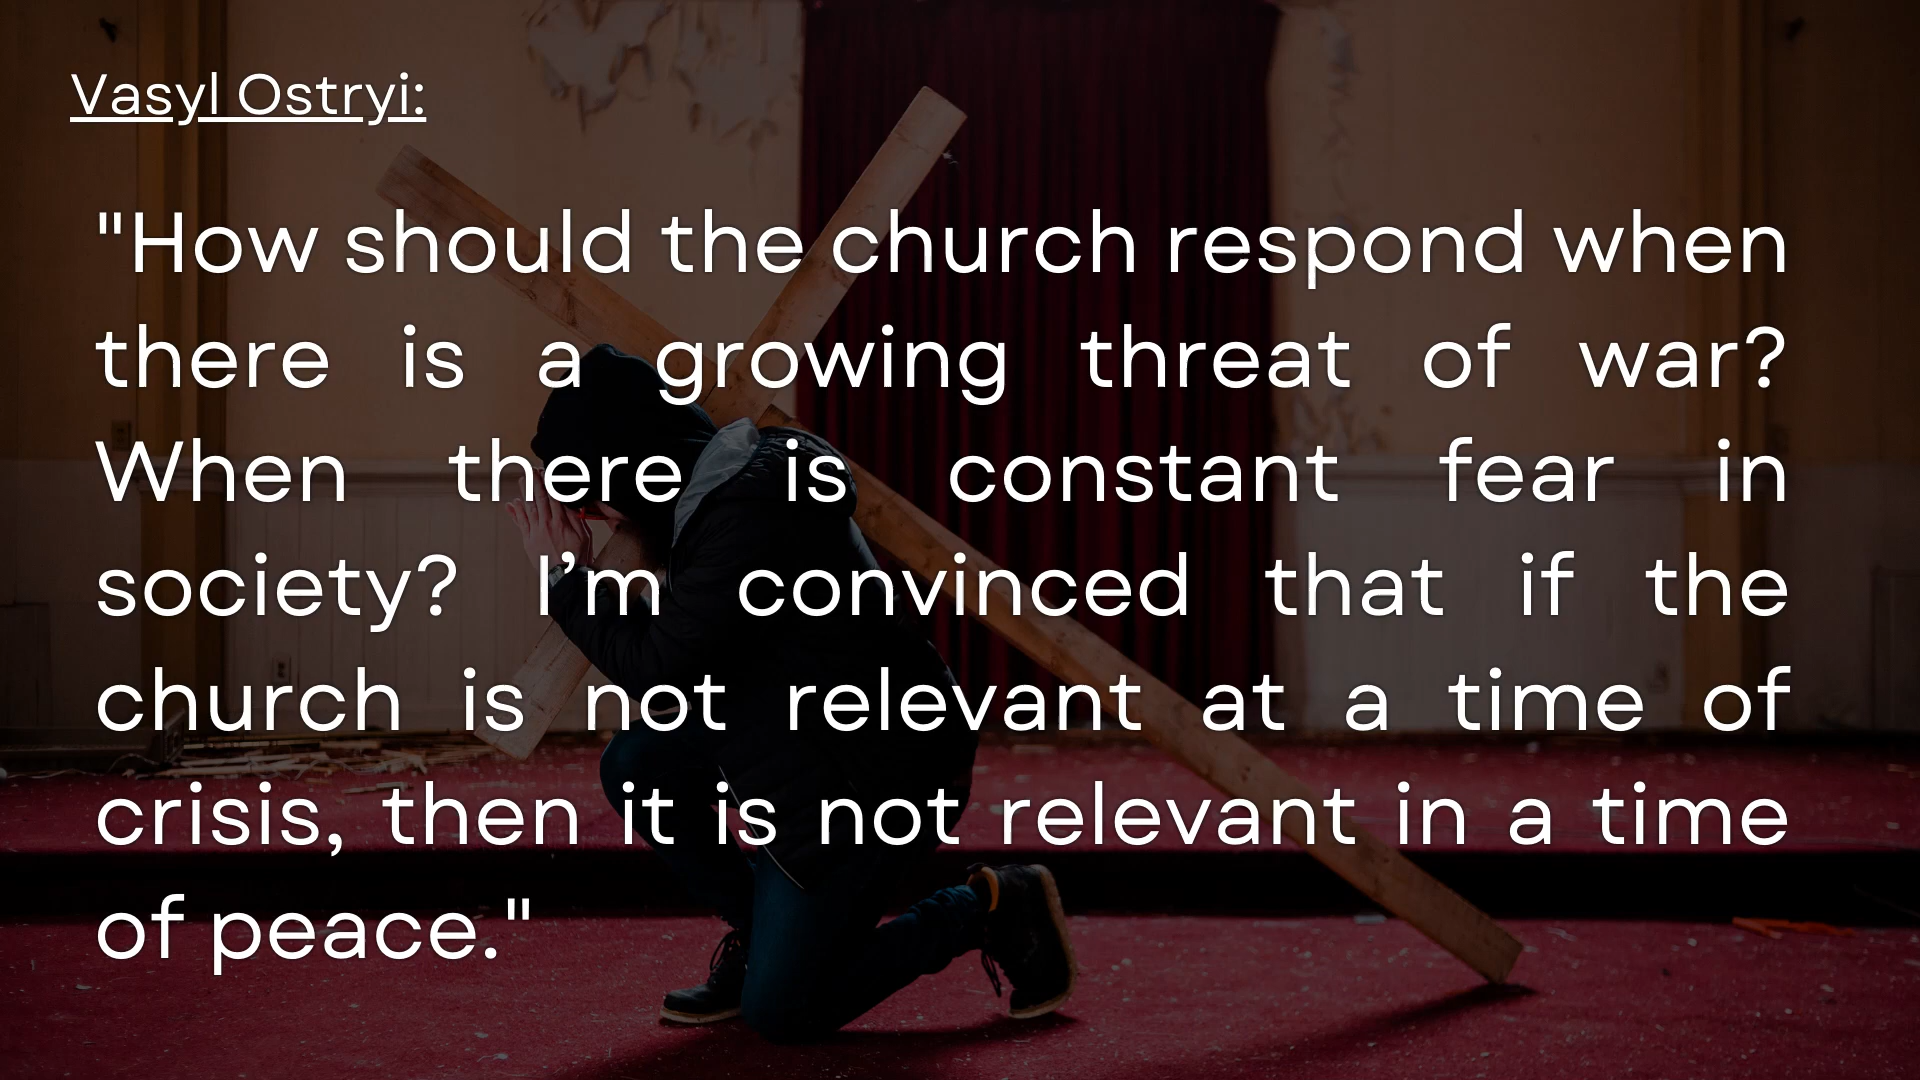 Vasyl Ostryi:
"How should the church respond when
there is a growing threat of war?
When there is constant fear in
society? I’m convinced that if the
church is not relevant at a time of
crisis, then it is not relevant in a time
of peace."